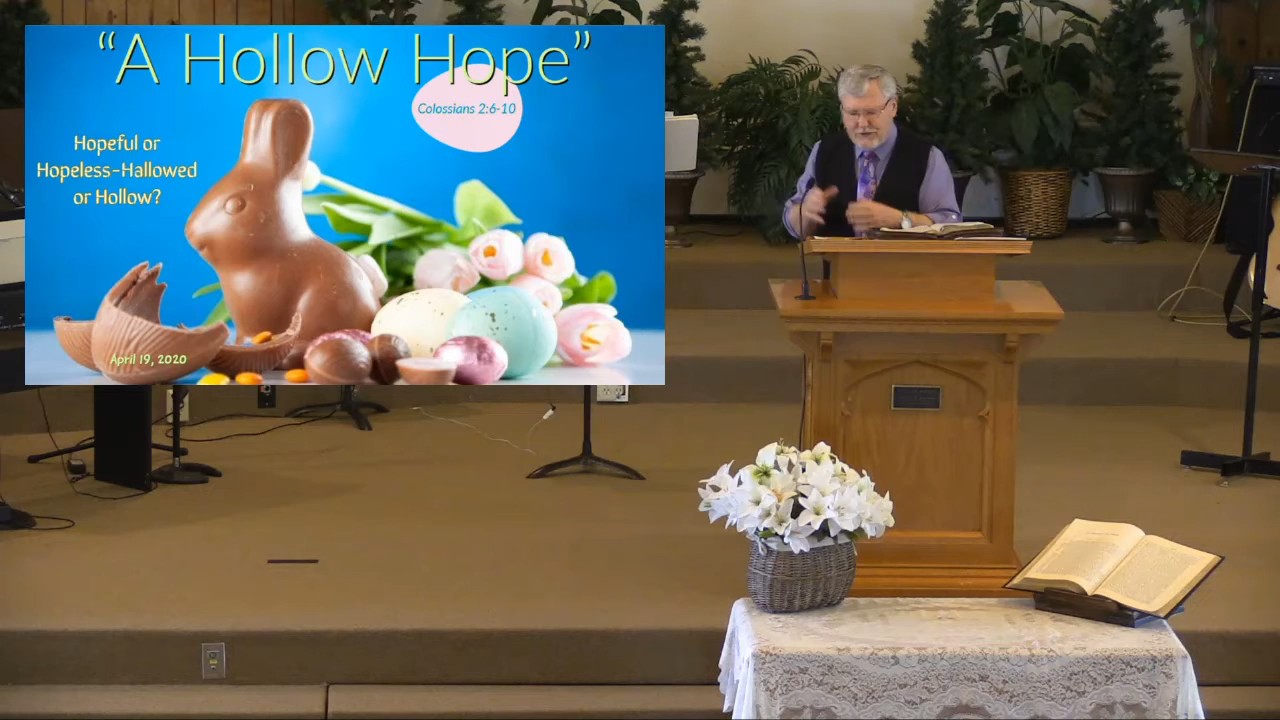 “A Hollow Hope”
Colossians 2:6-10
Hopeful or
Hopeless-Hallowed
or Hollow?
April 19, 2020